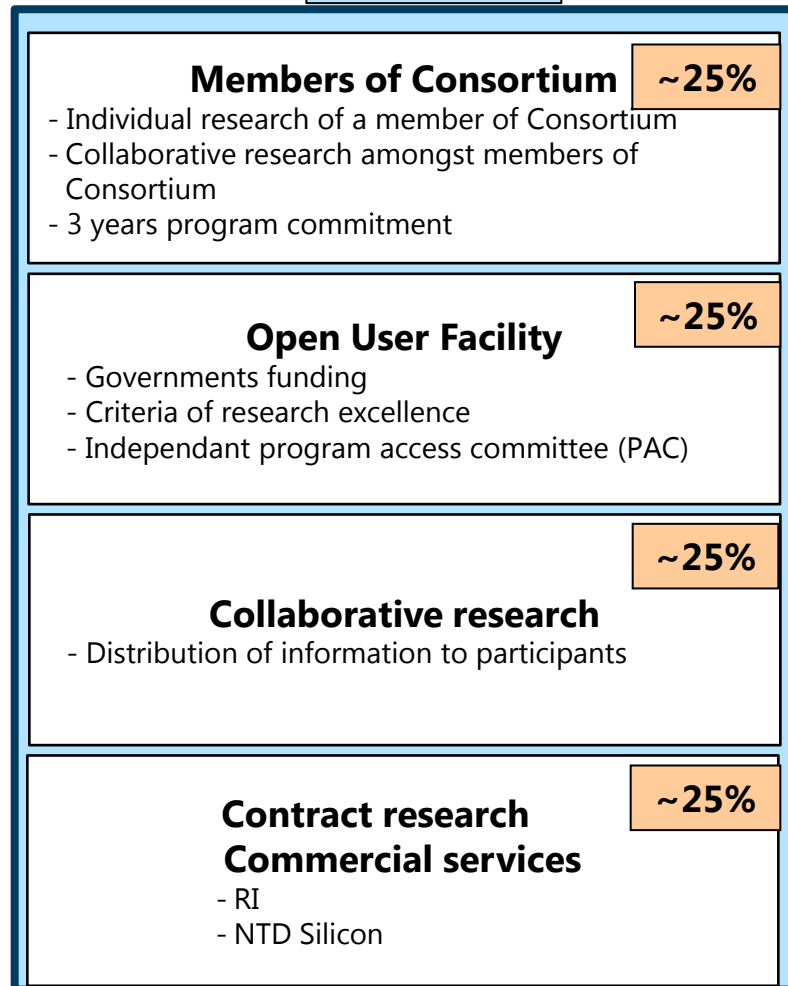 Members of Consortium
~25%
- Individual research of a member of Consortium
- Collaborative research amongst members of
Consortium
- 3 years program commitment
~25%
Open User Facility
- Governments funding
- Criteria of research excellence
- Independant program access committee (PAC)
~25%
Collaborative research
- Distribution of information to participants
~25%
Contract research
Commercial services
- RI
- NTD Silicon